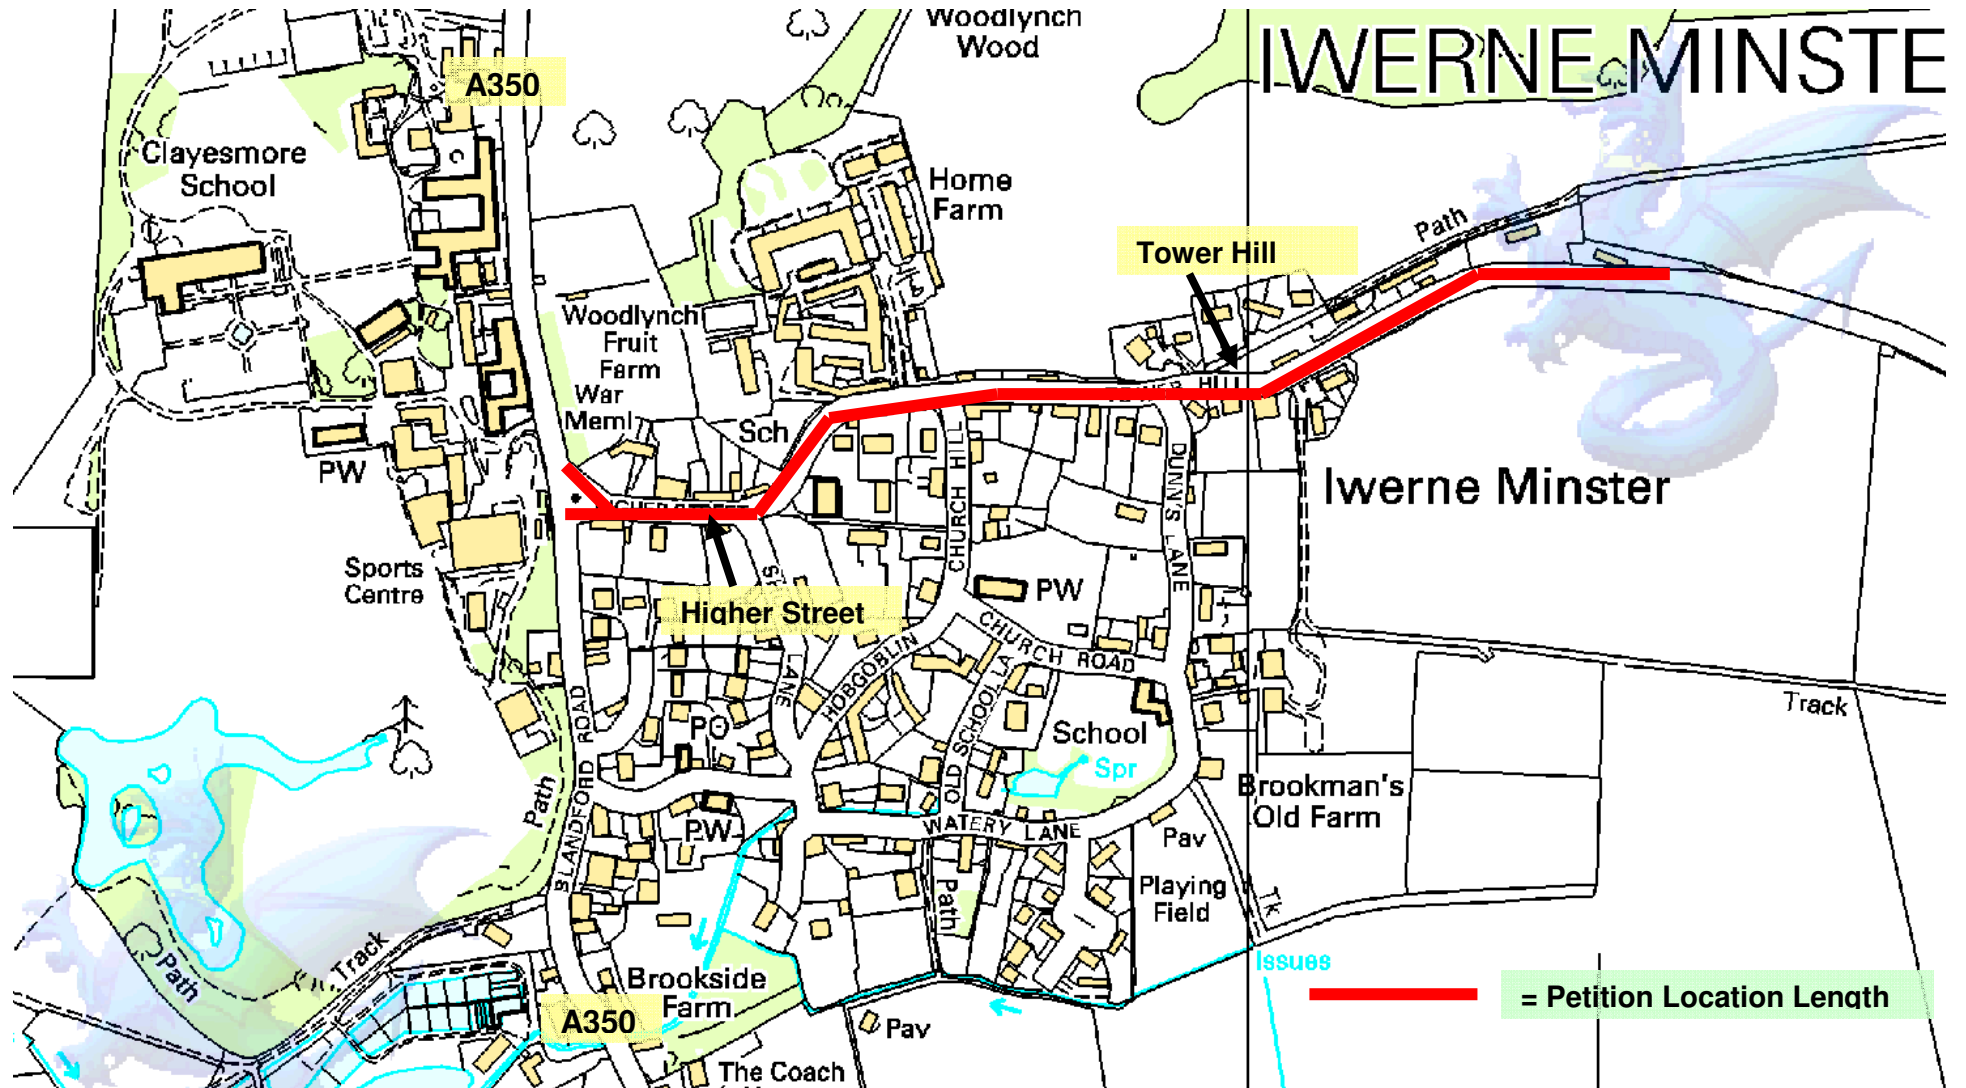 Woodlynch
Wood
IWERNE MINSTE
A350
Clayesmore
School
Home
Farm
Path
Tower Hill
Woodlynch
Fruit
Farm
War
Meml
Sch
HILL
PW
CHURCH HILL
DUNN'S LANE
Iwerne Minster
Sports
Centre
Higher Street
PW
CHURCH ROAD
LANE
HOBGOBLIN
OLD SCHOOL LA
BLANDFORD ROAD
PO
School
Spr
Track
Path
PW
WATERY LANE
Brookman's
Old Farm
Pav
Path
Playing
Field
Tk
Track
Path
Brookside
Farm
Issues
A350
Pav
= Petition Location Length
The Coach